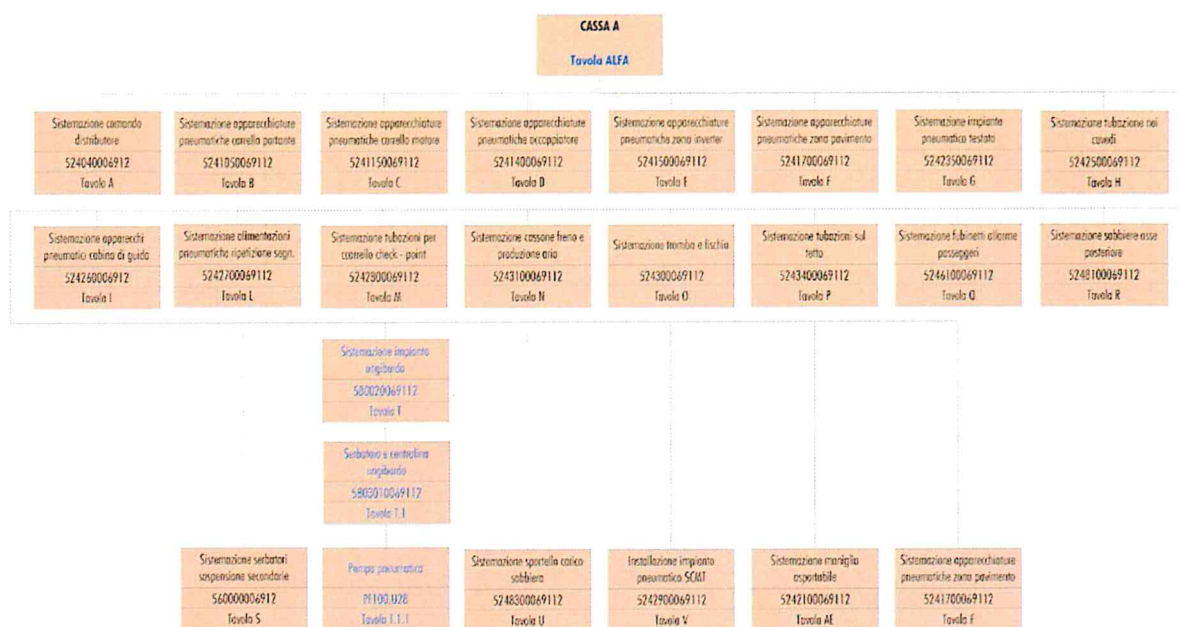 CASSA A
Tavola ALFA
Sistemazione comando
distributore
524040006912
Tavola A
Sistemazione apparecchiature
pneumatiche carrello portante
5241050069112
Tavola B
Sistemazione apparecchiature
pneumatiche carrello motore
5241150069112
Tavola C
Sistemazione apparecchiature
pneumatiche accoppiatore
5241400069112
Tavola D
Sistemazione apparecchiature
pneumatiche zona inverter
5241500069112
Tavola E
Sistemazione apparecchiature
pneumatiche zona pavimento
5241700069112
Tavola F
Sistemazione impianto
pneumatico testata
5242350069112
Tavola G
Sistemazione tubazione nei
cavedi
5242500069112
Tavola H
Sistemazione apparecchi
pneumatici cabina di guida
5242600069112
Tavola I
Sistemazione alimentazioni
pneumatiche ripetizione segn.
5242700069112
Tavola L
Sistemazione tubazioni per
ccarrello check - point
5242800069112
Tavola M
Sistemazione cassone freno e
produzione aria
5243100069112
Tavola N
Sistemazione tromba e fischio
524300069112
Tavola O
Sistemazione tubazioni sul
tetto
5243400069112
Tavola P
Sistemazione fubinetti allarme
passeggeri
5246100069112
Tavola Q
Sistemazione sabbiere asse
posteriore
5248100069112
Tavola R
Sistemazione impianto
ungibordo
580020069112
Tavola T
Serbatoio e centralina
ungibordo
5803010069112
Tavola T.1
Sistemazione serbatoi
sospensione secondarie
560000006912
Tavola S
Pompa pneumatica
PF100.U28
Tavola T.1.1
Sistemazione sportello carico
sabbiera
5248300069112
Tavola U
Installazione impianto
pneumatico SCMT
5242900069112
Tavola V
Sistemazione maniglia
asportabile
5242100069112
Tavola AE
Sistemazione apparecchiature
pneumatiche zona pavimento
5241700069112
Tavola F